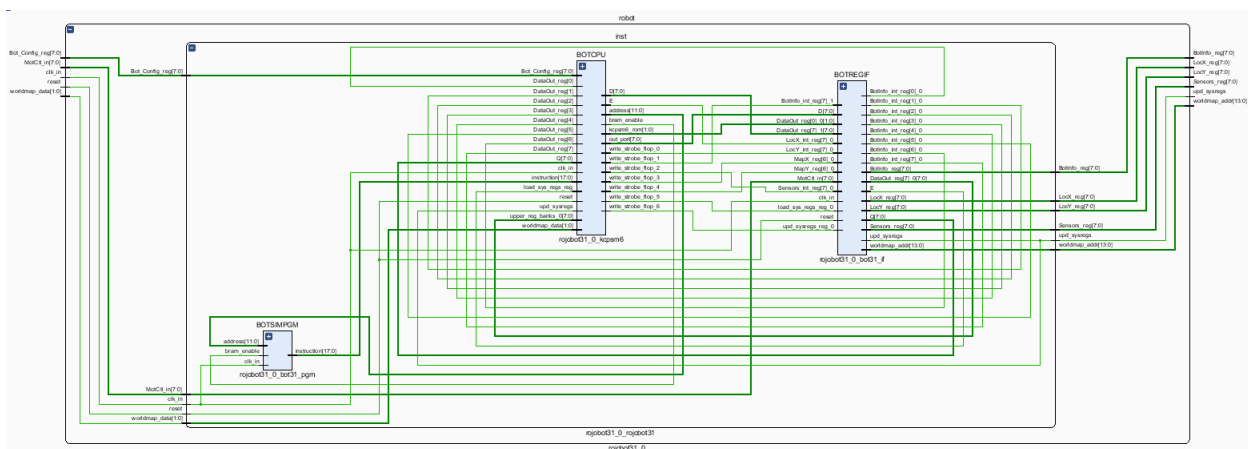 robot
inst
Bot_Config_reg[7:0]
MotCtl_in[7:0]
clk_in
reset
worldmap_data[1:0]
Bot_Config_reg[7:0]
BOTCPU
Bot_Config_reg[7:0]
DataOut_reg[0]
DataOut_reg[1]
DataOut_reg[2]
DataOut_reg[3]
DataOut_reg[4]
DataOut_reg[5]
DataOut_reg[6]
DataOut_reg[7]
Q[7:0]
clk_in
instruction[17:0]
load_sys_regs_reg
reset
upd_sysregs
upper_reg_banks_0[7:0]
worldmap_data[1:0]
D[7:0]
E
address[11:0]
bram_enable
kcpsm6_rom[1:0]
out_port[7:0]
write_strobe_flop_0
write_strobe_flop_1
write_strobe_flop_2
write_strobe_flop_3
write_strobe_flop_4
write_strobe_flop_5
write_strobe_flop_6
rojobot31_0_kcpsm6
BOTREGIF
BotInfo_int_reg[7]_1
D[7:0]
DataOut_reg[0]_0[1:0]
DataOut_reg[7]_1[7:0]
LocX_int_reg[7]_0
LocY_int_reg[7]_0
MapX_reg[6]_0
MapY_reg[6]_0
MotCtl_in[7:0]
Sensors_int_reg[7]_0
clk_in
load_sys_regs_reg_0
reset
upd_sysregs_reg_0
BotInfo_int_reg[0]_0
BotInfo_int_reg[1]_0
BotInfo_int_reg[2]_0
BotInfo_int_reg[3]_0
BotInfo_int_reg[4]_0
BotInfo_int_reg[5]_0
BotInfo_int_reg[6]_0
BotInfo_int_reg[7]_0
BotInfo_reg[7:0]
DataOut_reg[7]_0[7:0]
E
LocX_reg[7:0]
LocY_reg[7:0]
Q[7:0]
Sensors_reg[7:0]
upd_sysregs
worldmap_addr[13:0]
rojobot31_0_bot31_if
BotInfo_reg[7:0]
LocX_reg[7:0]
LocY_reg[7:0]
Sensors_reg[7:0]
upd_sysregs
worldmap_addr[13:0]
BotInfo_reg[7:0]
LocX_reg[7:0]
LocY_reg[7:0]
Sensors_reg[7:0]
upd_sysregs
worldmap_addr[13:0]
BOTSIMPGM
address[11:0]
bram_enable
clk_in
instruction[17:0]
rojobot31_0_bot31_pgm
MotCtl_in[7:0]
clk_in
reset
worldmap_data[1:0]
rojobot31_0_rojobot31
rojobot31_0